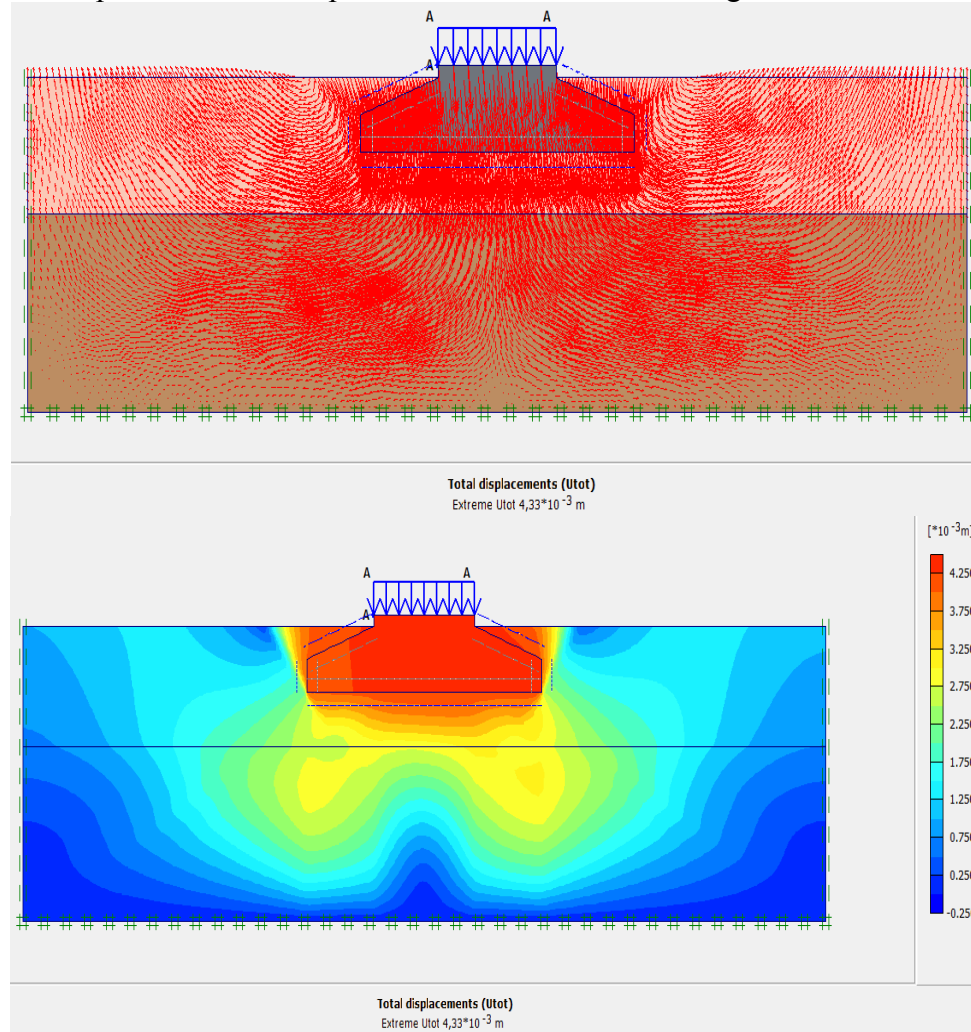 A A
A
Total displacements (Utot)
Extreme Utot 4,33*10 -3 m
[*10 -3 m]
A A
A
4.250
3.750
3.250
2.750
2.250
1.750
1.250
0.750
0.250
-0.250
Total displacements (Utot)
Extreme Utot 4,33*10 -3 m